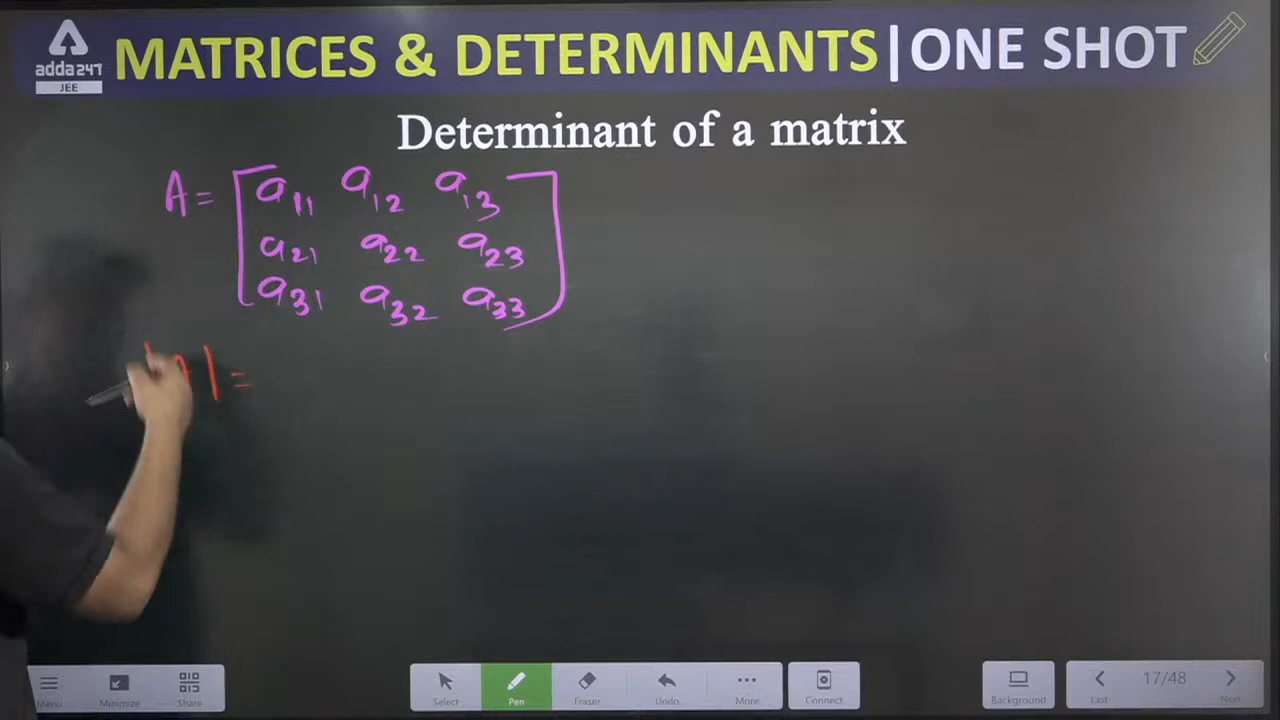 adda247
JEE
MATRICES & DETERMINANTS|ONE SHOT
Determinant of a matrix
A = [a11 a12 a13
a21 a22 a23
a31 a32 a33]
| =
Menu Minimize Share Select Pen Eraser Undo More Connect Background Last 17/48 Next